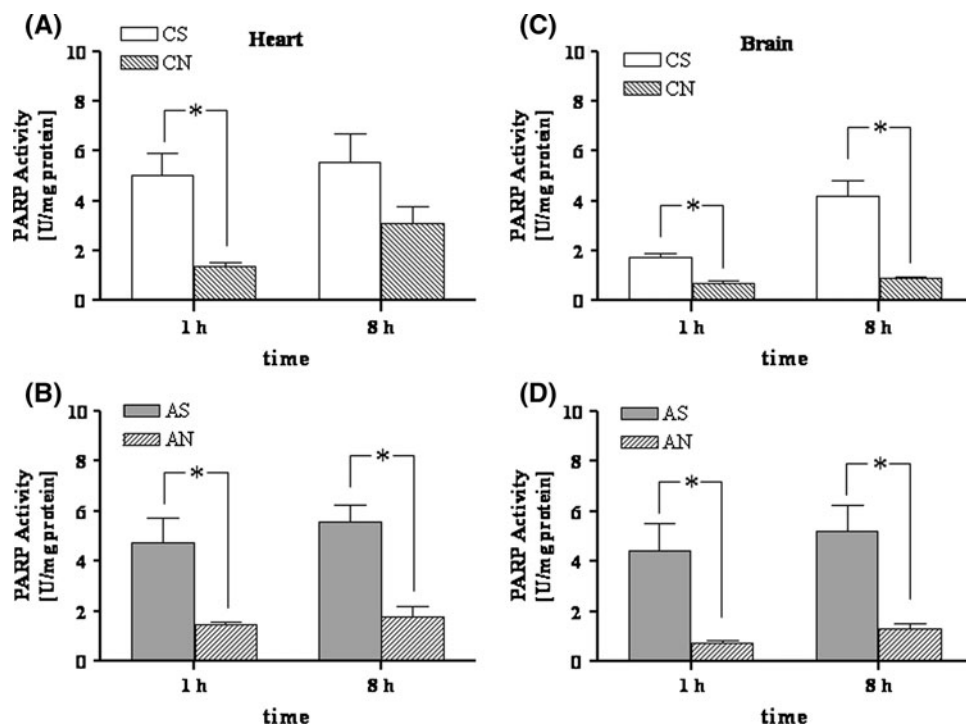 (A)
Heart
CS
CN
PARP Activity
[U/mg protein]
10
8
6
4
2
0
*
1 h
8 h
time
(C)
Brain
CS
CN
PARP Activity
[U/mg protein]
10
8
6
4
2
0
*
*
1 h
8 h
time
(B)
AS
AN
PARP Activity
[U/mg protein]
10
8
6
4
2
0
*
*
1 h
8 h
time
(D)
AS
AN
PARP Activity
[U/mg protein]
10
8
6
4
2
0
*
*
1 h
8 h
time